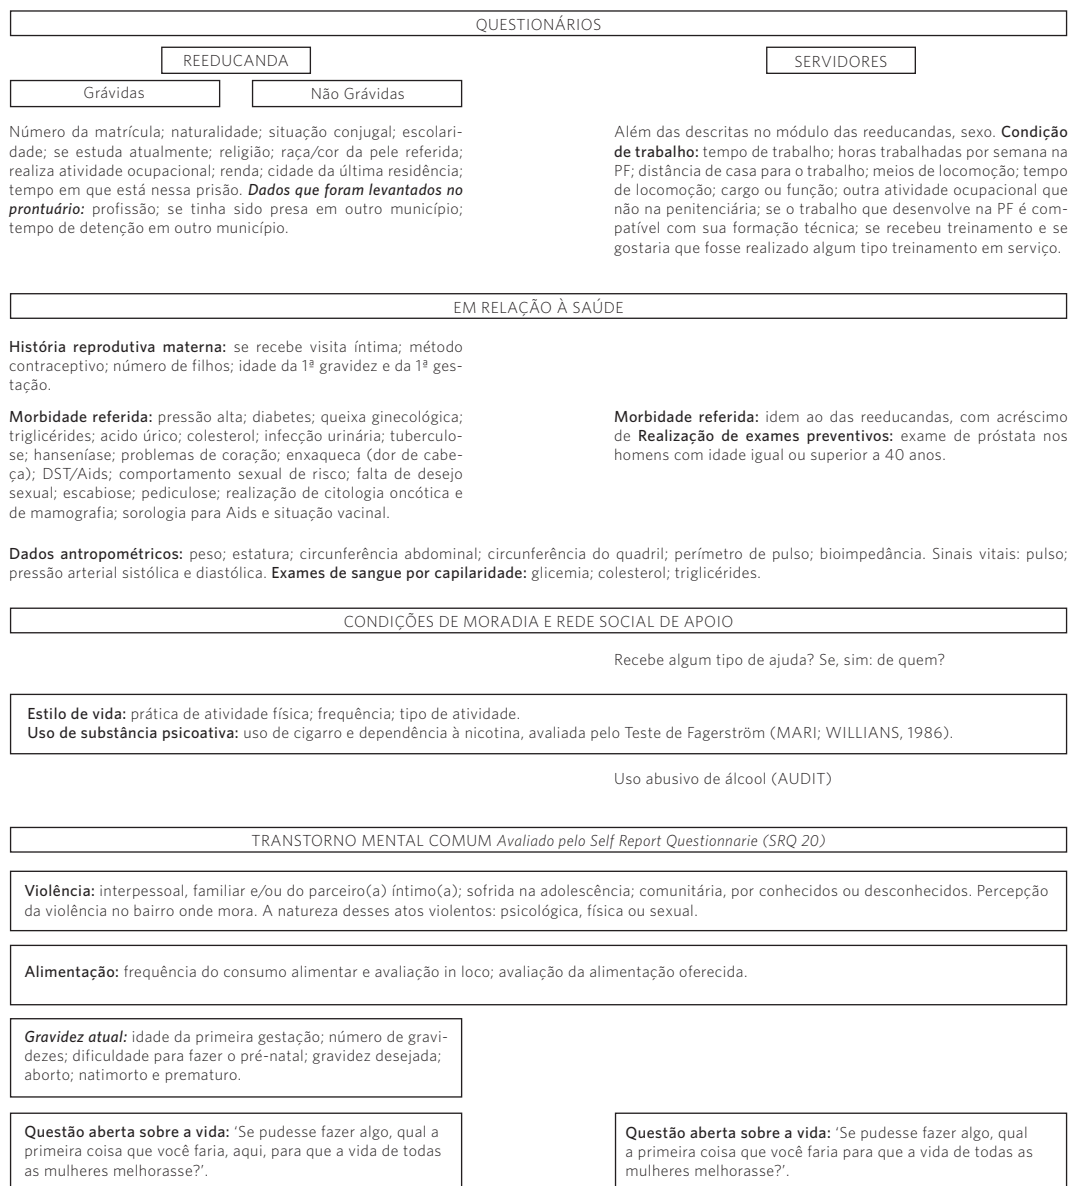 QUESTIONÁRIOS
REEDUCANDA
SERVIDORES
Grávidas
Não Grávidas
Número da matrícula; naturalidade; situação conjugal; escolari-
dade; se estuda atualmente; religião; raça/cor da pele referida;
realiza atividade ocupacional; renda; cidade da última residência;
tempo em que está nessa prisão. Dados que foram levantados no
prontuário: profissão; se tinha sido presa em outro município;
tempo de detenção em outro município.
Além das descritas no módulo das reeducandas, sexo. Condição
de trabalho: tempo de trabalho; horas trabalhadas por semana na
PF; distância de casa para o trabalho; meios de locomoção; tempo
de locomoção; cargo ou função; outra atividade ocupacional que
não na penitenciária; se o trabalho que desenvolve na PF é com-
patível com sua formação técnica; se recebeu treinamento e se
gostaria que fosse realizado algum tipo treinamento em serviço.
EM RELAÇÃO À SAÚDE
História reprodutiva materna: se recebe visita íntima; método
contraceptivo; número de filhos; idade da 1ª gravidez e da 1ª ges-
tação.
Morbidade referida: pressão alta; diabetes; queixa ginecológica;
triglicérides; acido úrico; colesterol; infecção urinária; tuberculo-
se; hanseníase; problemas de coração; enxaqueca (dor de cabe-
ça); DST/Aids; comportamento sexual de risco; falta de desejo
sexual; escabiose; pediculose; realização de citologia oncótica e
de mamografia; sorologia para Aids e situação vacinal.
Morbidade referida: idem ao das reeducandas, com acréscimo
de Realização de exames preventivos: exame de próstata nos
homens com idade igual ou superior a 40 anos.
Dados antropométricos: peso; estatura; circunferência abdominal; circunferência do quadril; perímetro de pulso; bioimpedância. Sinais vitais: pulso;
pressão arterial sistólica e diastólica. Exames de sangue por capilaridade: glicemia; colesterol; triglicérides.
CONDIÇÕES DE MORADIA E REDE SOCIAL DE APOIO
Recebe algum tipo de ajuda? Se, sim: de quem?
Estilo de vida: prática de atividade física; frequência; tipo de atividade.
Uso de substância psicoativa: uso de cigarro e dependência à nicotina, avaliada pelo Teste de Fagerström (MARI; WILLIANS, 1986).
Uso abusivo de álcool (AUDIT)
TRANSTORNO MENTAL COMUM Avaliado pelo Self Report Questionnarie (SRQ 20)
Violência: interpessoal, familiar e/ou do parceiro(a) íntimo(a); sofrida na adolescência; comunitária, por conhecidos ou desconhecidos. Percepção
da violência no bairro onde mora. A natureza desses atos violentos: psicológica, física ou sexual.
Alimentação: frequência do consumo alimentar e avaliação in loco; avaliação da alimentação oferecida.
Gravidez atual: idade da primeira gestação; número de gravi-
dezes; dificuldade para fazer o pré-natal; gravidez desejada;
aborto; natimorto e prematuro.
Questão aberta sobre a vida: 'Se pudesse fazer algo, qual a
primeira coisa que você faria, aqui, para que a vida de todas
as mulheres melhorasse?'.
Questão aberta sobre a vida: 'Se pudesse fazer algo, qual
a primeira coisa que você faria para que a vida de todas as
mulheres melhorasse?'.